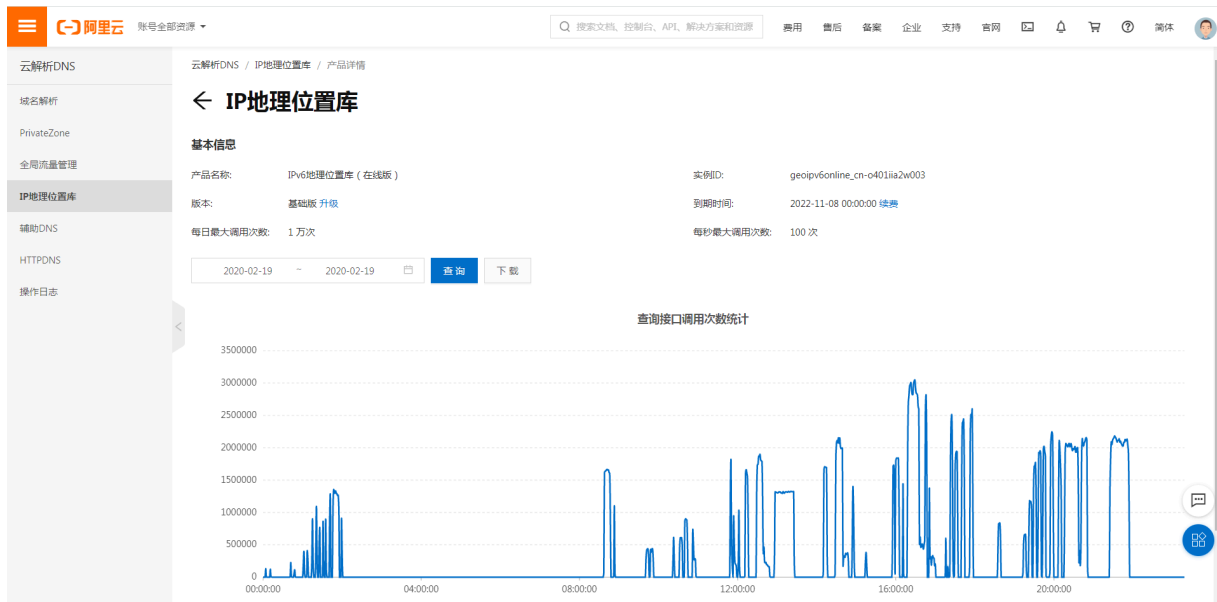 阿里云 账号全部资源 搜索文档、控制台、API、解决方案和资源 费用 售后 备案 企业 支持 官网 简体
云解析DNS
域名解析
PrivateZone
全局流量管理
IP地理位置库
辅助DNS
HTTPDNS
操作日志
云解析DNS / IP地理位置库 / 产品详情
IP地理位置库
基本信息
产品名称: IPv6地理位置库（在线版） 实例ID: geoipv6online_cn-o401iia2w003
版本: 基础版 升级 到期时间: 2022-11-08 00:00:00 续费
每日最大调用次数: 1 万次 每秒最大调用次数: 100 次
2020-02-19 ~ 2020-02-19 查询 下载
查询接口调用次数统计
3500000
3000000
2500000
2000000
1500000
1000000
500000
0
00:00:00 04:00:00 08:00:00 12:00:00 16:00:00 20:00:00